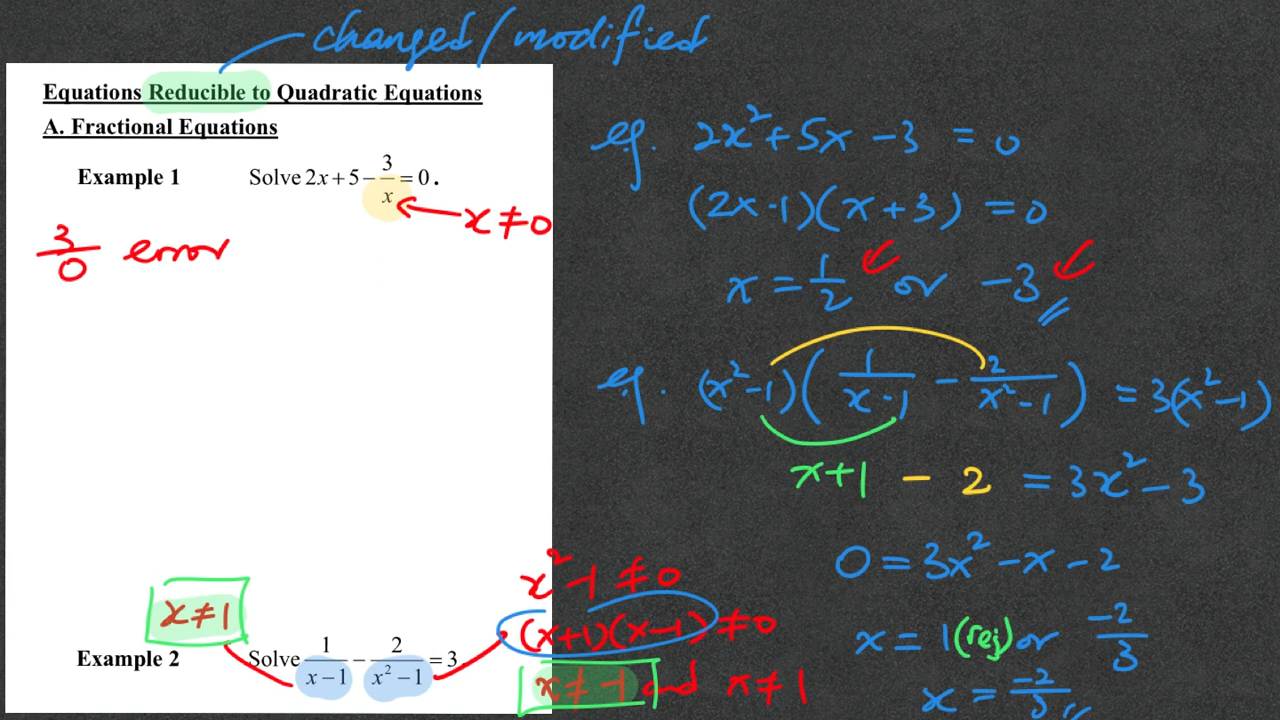 changed/modified
Equations Reducible to Quadratic Equations
A. Fractional Equations
Example 1 Solve 2x + 5 − 3/x = 0.
x ≠ 0
3/0 error
e.g. 2x² + 5x − 3 = 0
(2x − 1)(x + 3) = 0
x = 1/2 or −3
e.g. (x² − 1)(1/(x − 1) − 2/(x² − 1)) = 3(x² − 1)
x + 1 − 2 = 3x² − 3
0 = 3x² − x − 2
x = 1 (rej) or −2/3
x = −2/3
x² − 1 ≠ 0
x ≠ 1
(x+1)(x−1) ≠ 0
Example 2 Solve 1/(x − 1) − 2/(x² − 1) = 3
x ≠ −1 and x ≠ 1